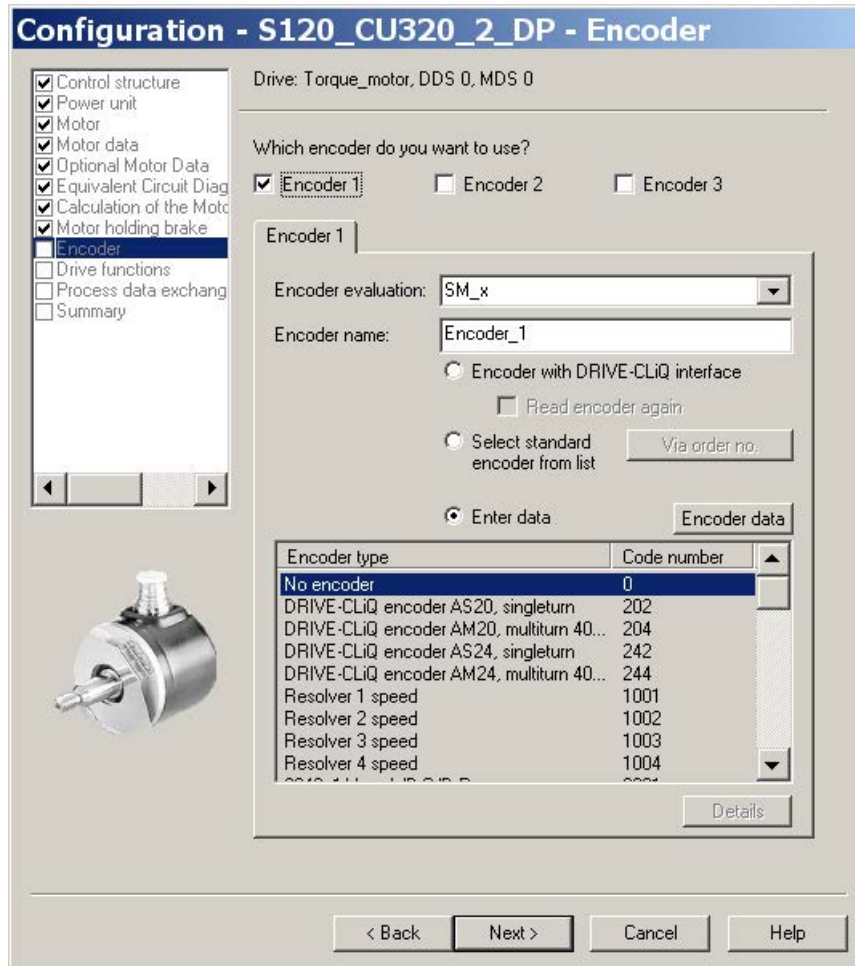 Configuration - S120_CU320_2_DP - Encoder
Control structure
Power unit
Motor
Motor data
Optional Motor Data
Equivalent Circuit Diag
Calculation of the Moto
Motor holding brake
Encoder
Drive functions
Process data exchang
Summary
Drive: Torque_motor, DDS 0, MDS 0
Which encoder do you want to use?
Encoder 1 Encoder 2 Encoder 3
Encoder 1
Encoder evaluation: SM_x
Encoder name: Encoder_1
Encoder with DRIVE-CLiQ interface
Read encoder again
Select standard
encoder from list
Via order no.
Enter data Encoder data
Encoder type Code number
No encoder 0
DRIVE-CLiQ encoder AS20, singleturn 202
DRIVE-CLiQ encoder AM20, multiturn 40... 204
DRIVE-CLiQ encoder AS24, singleturn 242
DRIVE-CLiQ encoder AM24, multiturn 40... 244
Resolver 1 speed 1001
Resolver 2 speed 1002
Resolver 3 speed 1003
Resolver 4 speed 1004
Details
< Back Next > Cancel Help